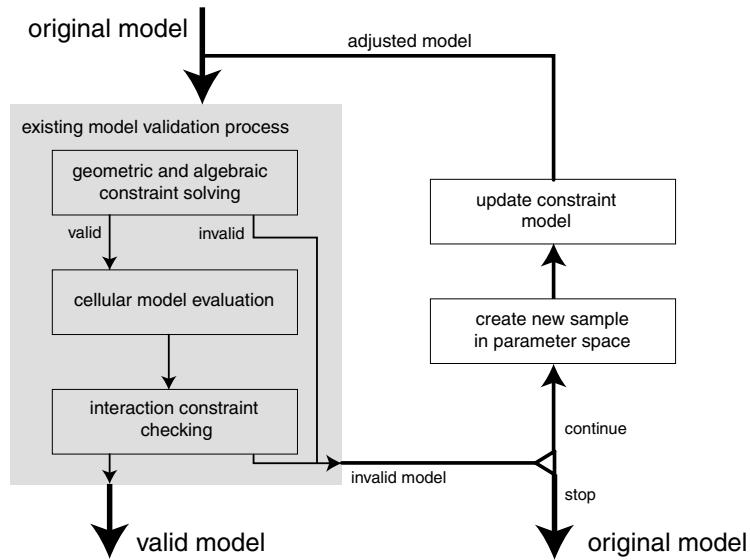 original model
adjusted model
existing model validation process
geometric and algebraic
constraint solving
valid
invalid
cellular model evaluation
interaction constraint
checking
update constraint
model
create new sample
in parameter space
continue
invalid model
stop
valid model
original model